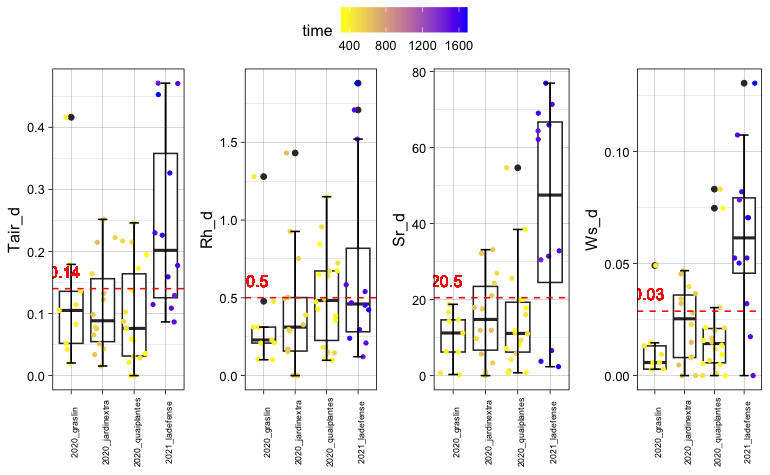 time
400 800 1200 1600
Tair_d
0.4
0.3
0.2
0.1
0.0
0.14
2020_graslin
2020_jardinextra
2020_quaiplantes
2021_ladefense
Rh_d
1.5
1.0
0.5
0.0
0.5
2020_graslin
2020_jardinextra
2020_quaiplantes
2021_ladefense
Sr_d
80
60
40
20
0
20.5
2020_graslin
2020_jardinextra
2020_quaiplantes
2021_ladefense
Ws_d
0.10
0.05
0.00
0.03
2020_graslin
2020_jardinextra
2020_quaiplantes
2021_ladefense